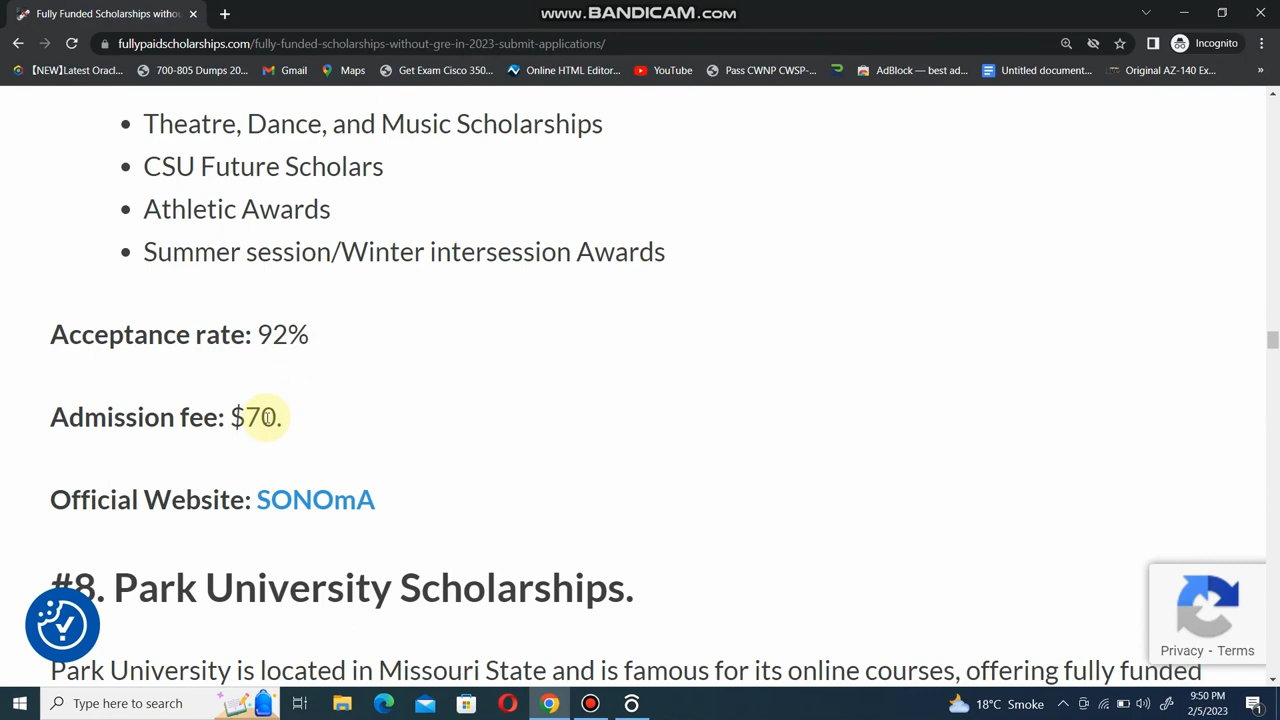 Fully Funded Scholarships withou
www.BANDICAM.com
fullypaidscholarships.com/fully-funded-scholarships-without-gre-in-2023-submit-applications/
Incognito
【NEW】Latest Oracl...
700-805 Dumps 20...
Gmail
Maps
Get Exam Cisco 350...
Online HTML Editor...
YouTube
Pass CWNP CWSP-...
AdBlock — best ad...
Untitled document...
Original AZ-140 Ex...
»
• Theatre, Dance, and Music Scholarships
• CSU Future Scholars
• Athletic Awards
• Summer session/Winter intersession Awards
Acceptance rate: 92%
Admission fee: $70.
Official Website: SONOmA
#8. Park University Scholarships.
Park University is located in Missouri State and is famous for its online courses, offering fully funded
Privacy - Terms
Type here to search
18°C Smoke
9:50 PM
2/5/2023
1